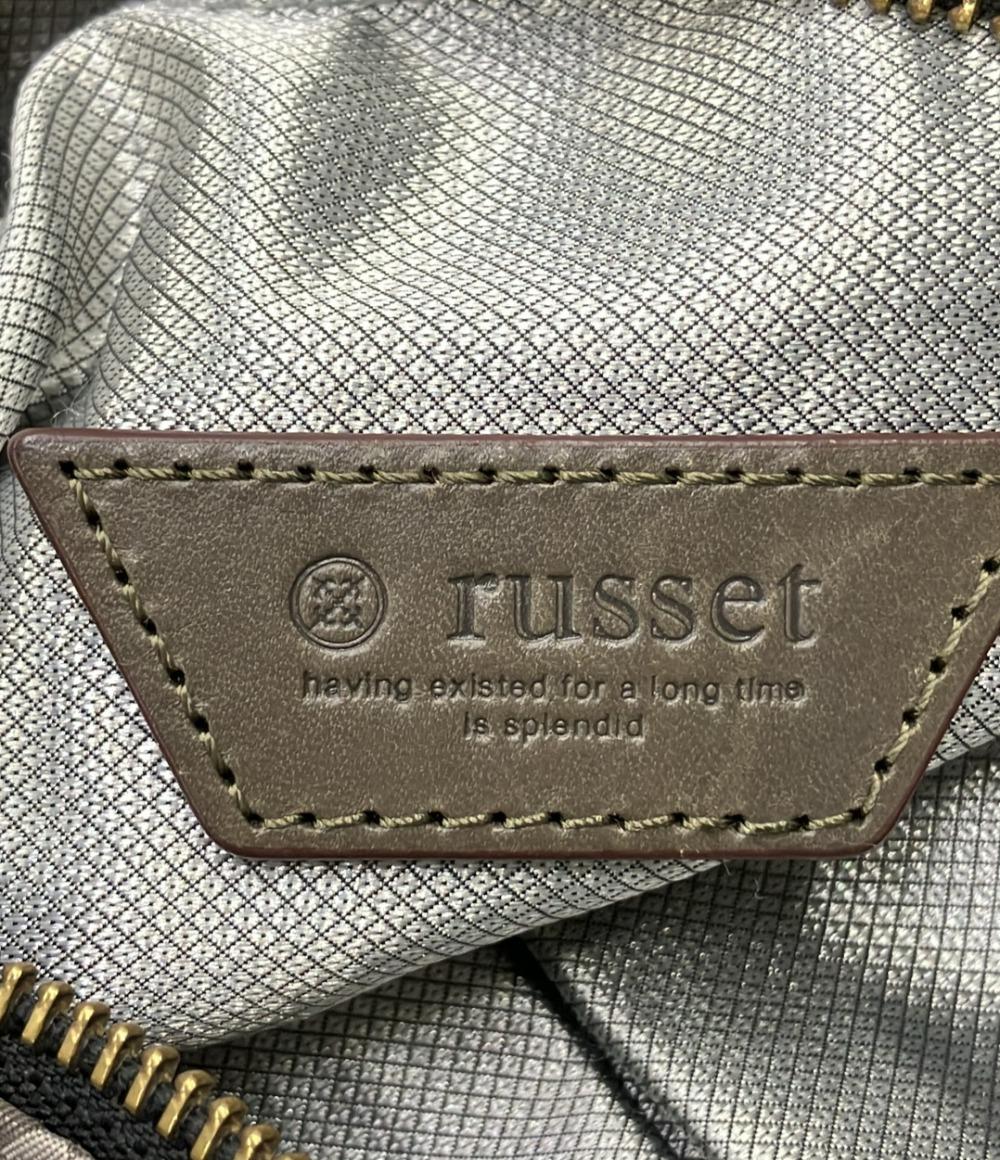 russet
having existed for a long time
is splendid